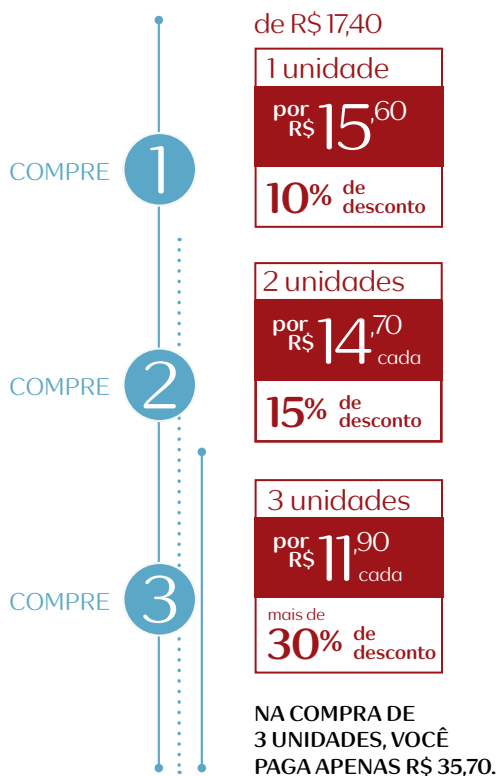 de R$ 17,40
1 unidade
por R$ 15,60
COMPRE 1
10% de desconto
2 unidades
por R$ 14,70 cada
COMPRE 2
15% de desconto
3 unidades
por R$ 11,90 cada
COMPRE 3
mais de
30% de desconto
NA COMPRA DE
3 UNIDADES, VOCÊ
PAGA APENAS R$ 35,70.